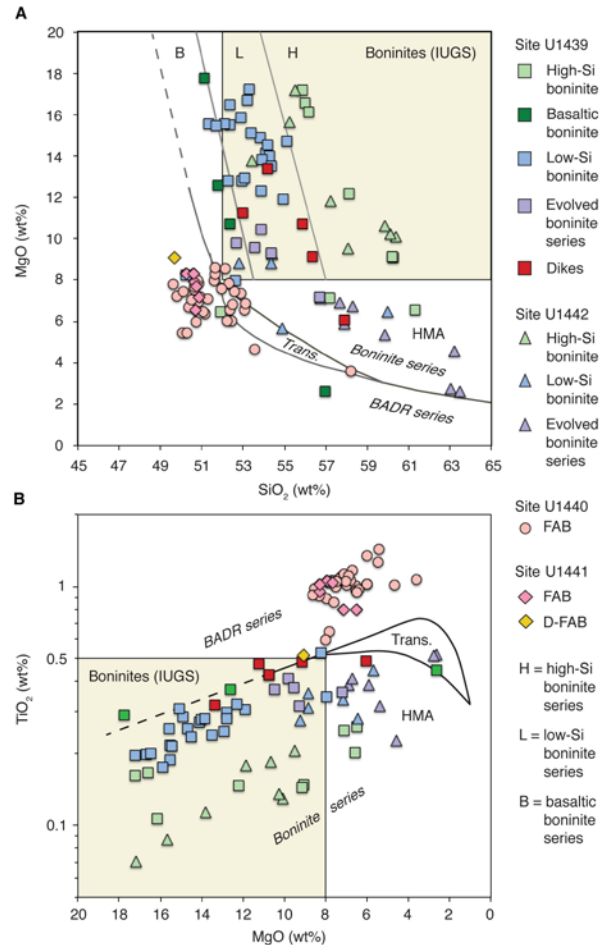 A
20
18
16
14
12
10
8
6
4
2
0
MgO (wt%)
B
L
H
Boninites (IUGS)
HMA
Trans.
Boninite series
BADR series
45
47
49
51
53
55
57
59
61
63
65
SiO2 (wt%)
Site U1439
High-Si
boninite
Basaltic
boninite
Low-Si
boninite
Evolved
boninite
series
Dikes
Site U1442
High-Si
boninite
Low-Si
boninite
Evolved
boninite
series
Site U1440
FAB
Site U1441
FAB
D-FAB
H = high-Si
boninite
series
L = low-Si
boninite
series
B = basaltic
boninite
series
B
1
0.5
0.1
TiO2 (wt%)
BADR series
Boninites (IUGS)
Trans.
HMA
Boninite series
20
18
16
14
12
10
8
6
4
2
0
MgO (wt%)